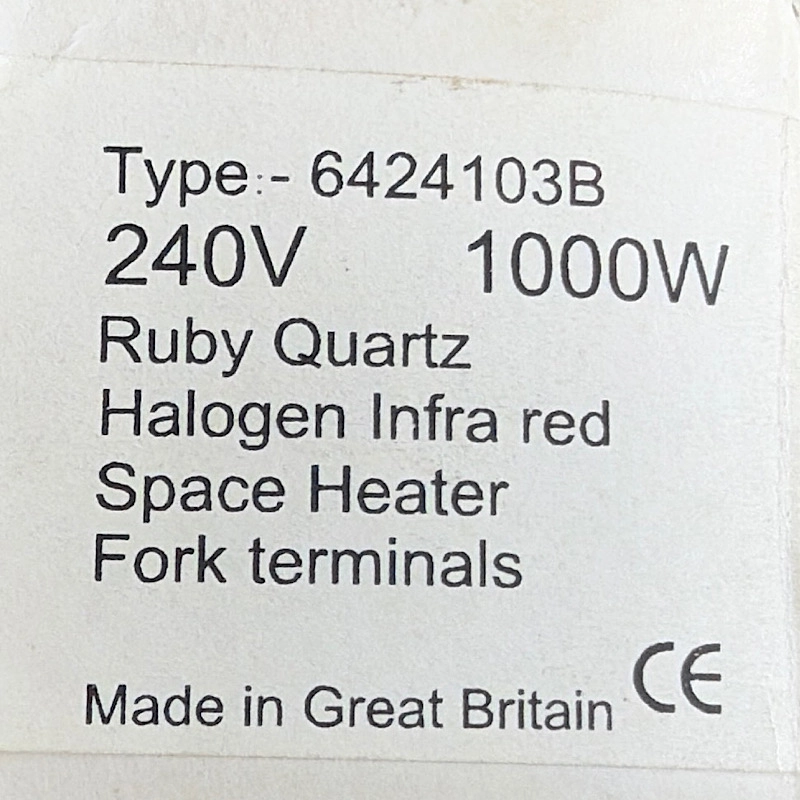 Type:- 6424103B
240V 1000W
Ruby Quartz
Halogen Infra red
Space Heater
Fork terminals
Made in Great Britain CE